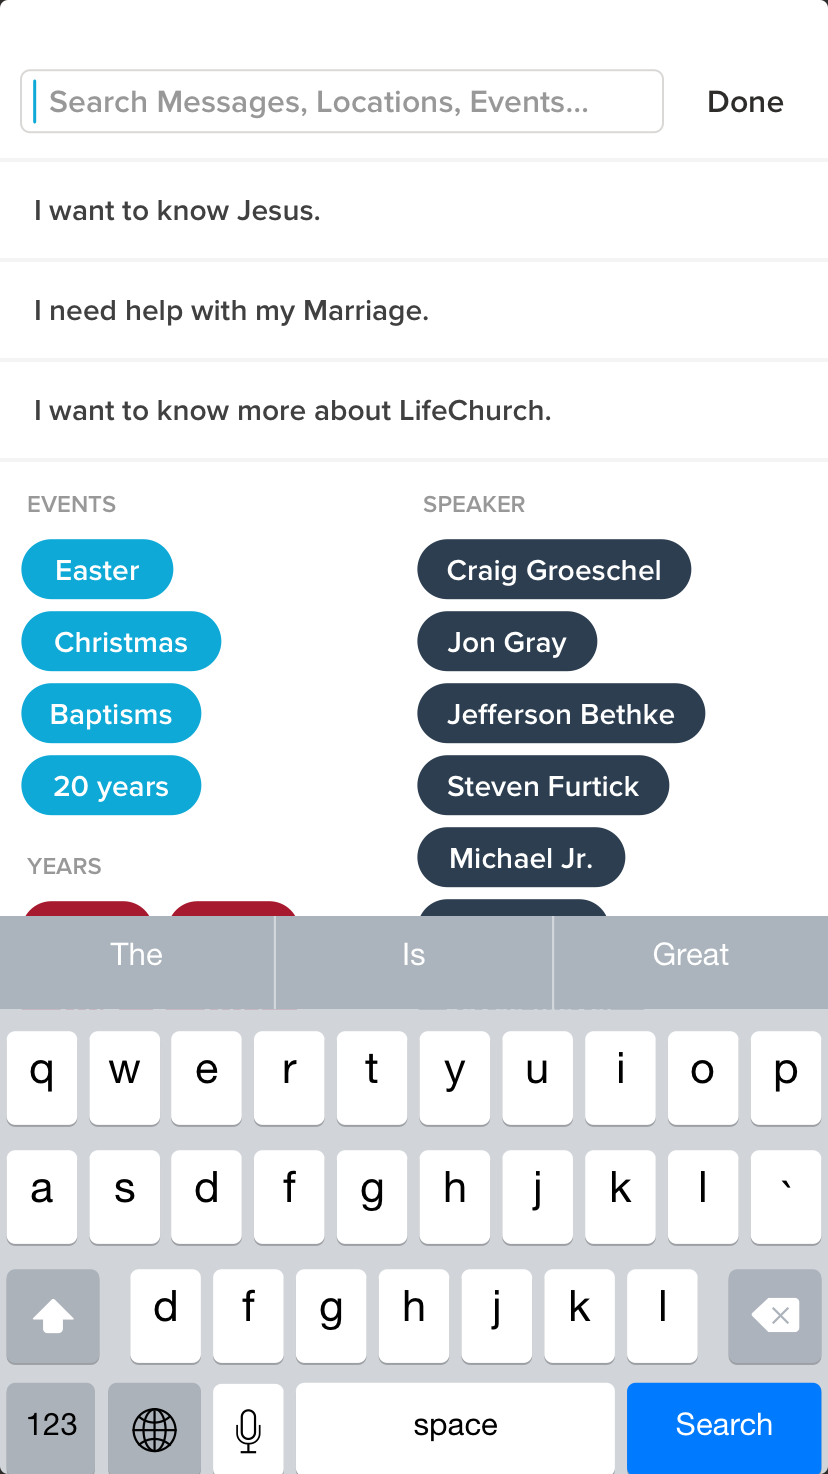 Search Messages, Locations, Events...
Done
I want to know Jesus.
I need help with my Marriage.
I want to know more about LifeChurch.
EVENTS
Easter
Christmas
Baptisms
20 years
YEARS
SPEAKER
Craig Groeschel
Jon Gray
Jefferson Bethke
Steven Furtick
Michael Jr.
The Is Great
q w e r t y u i o p
a s d f g h j k l `
d f g h j k l
123 space Search